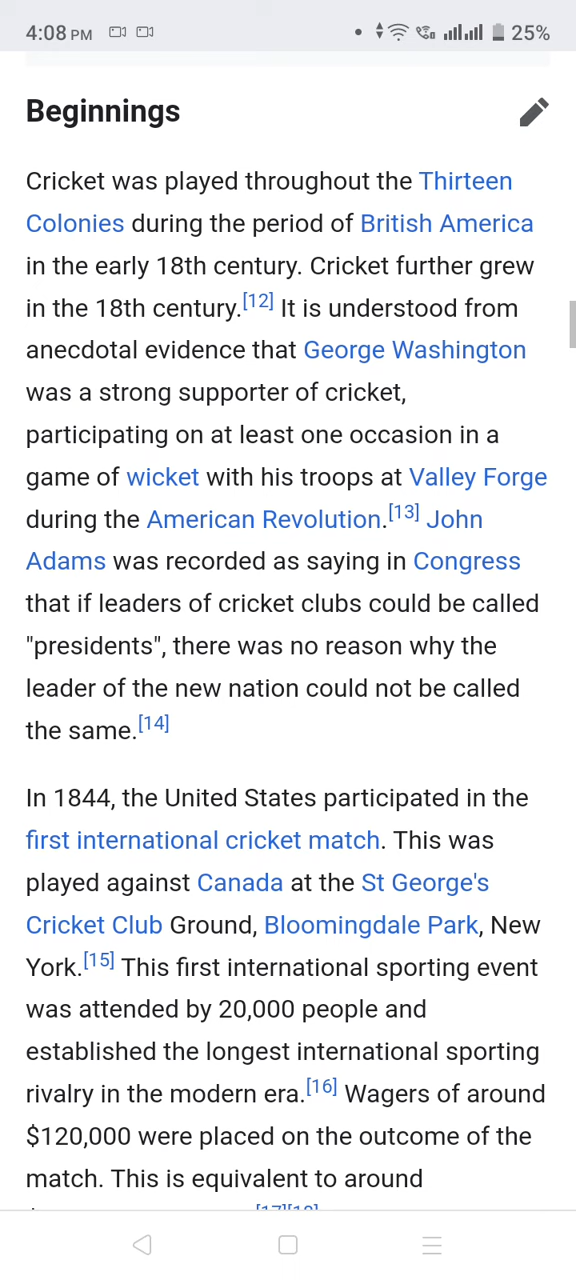 4:08 PM
25%
Beginnings
Cricket was played throughout the Thirteen
Colonies during the period of British America
in the early 18th century. Cricket further grew
in the 18th century.[12] It is understood from
anecdotal evidence that George Washington
was a strong supporter of cricket,
participating on at least one occasion in a
game of wicket with his troops at Valley Forge
during the American Revolution.[13] John
Adams was recorded as saying in Congress
that if leaders of cricket clubs could be called
"presidents", there was no reason why the
leader of the new nation could not be called
the same.[14]
In 1844, the United States participated in the
first international cricket match. This was
played against Canada at the St George's
Cricket Club Ground, Bloomingdale Park, New
York.[15] This first international sporting event
was attended by 20,000 people and
established the longest international sporting
rivalry in the modern era.[16] Wagers of around
$120,000 were placed on the outcome of the
match. This is equivalent to around